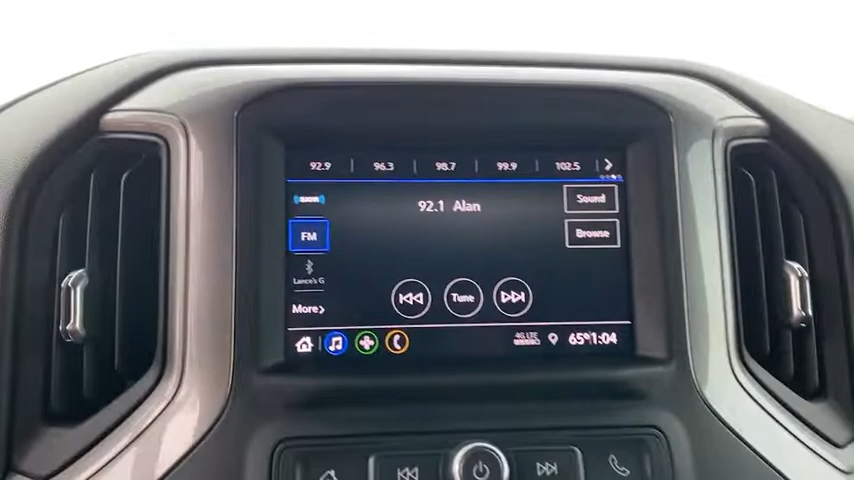 92.9 96.3 98.7 99.9 102.5
SXM
92.1 Alan
Sound
FM
Browse
Lance's G
More
Tune
4G LTE
65° 1:04